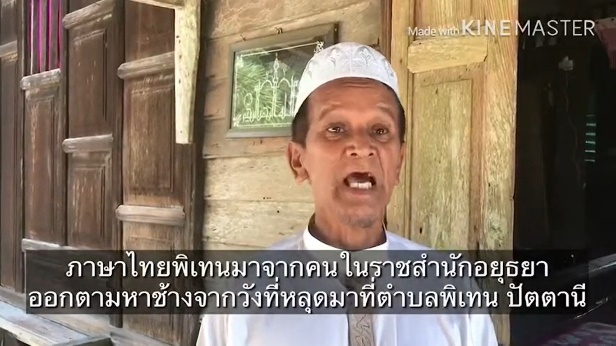 Made with KINEMASTER
ภาษาไทยพิเทนมาจากคนในราชสำนักอยุธยา
ออกตามหาช้างจากวังที่หลุดมาที่ตำบลพิเทน ปัตตานี